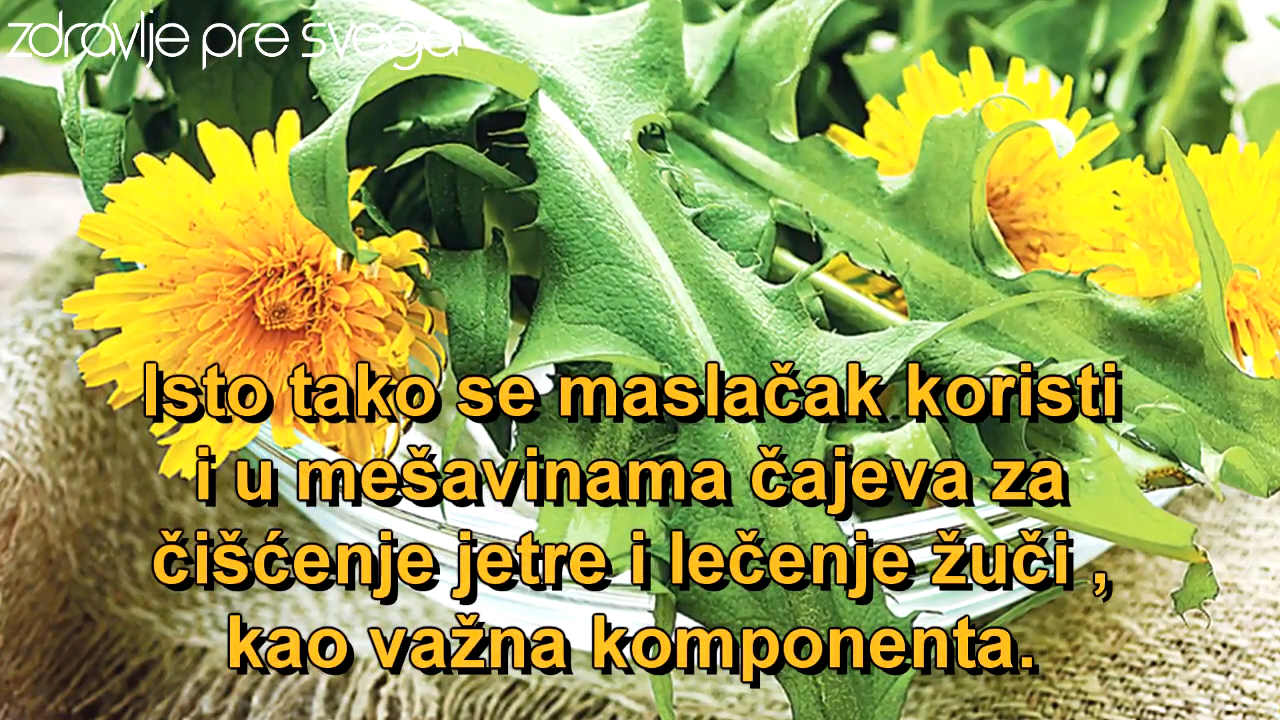 zdravlje pre svega
Isto tako se maslačak koristi
i u mešavinama čajeva za
čišćenje jetre i lečenje žuči ,
kao važna komponenta.